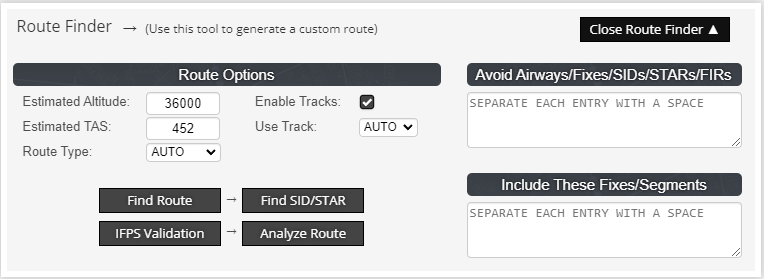 Route Finder → (Use this tool to generate a custom route)
Close Route Finder ▲
Route Options
Estimated Altitude: 36000 Enable Tracks:
Estimated TAS: 452 Use Track: AUTO
Route Type: AUTO
Find Route → Find SID/STAR
IFPS Validation → Analyze Route
Avoid Airways/Fixes/SIDs/STARs/FIRs
SEPARATE EACH ENTRY WITH A SPACE
Include These Fixes/Segments
SEPARATE EACH ENTRY WITH A SPACE